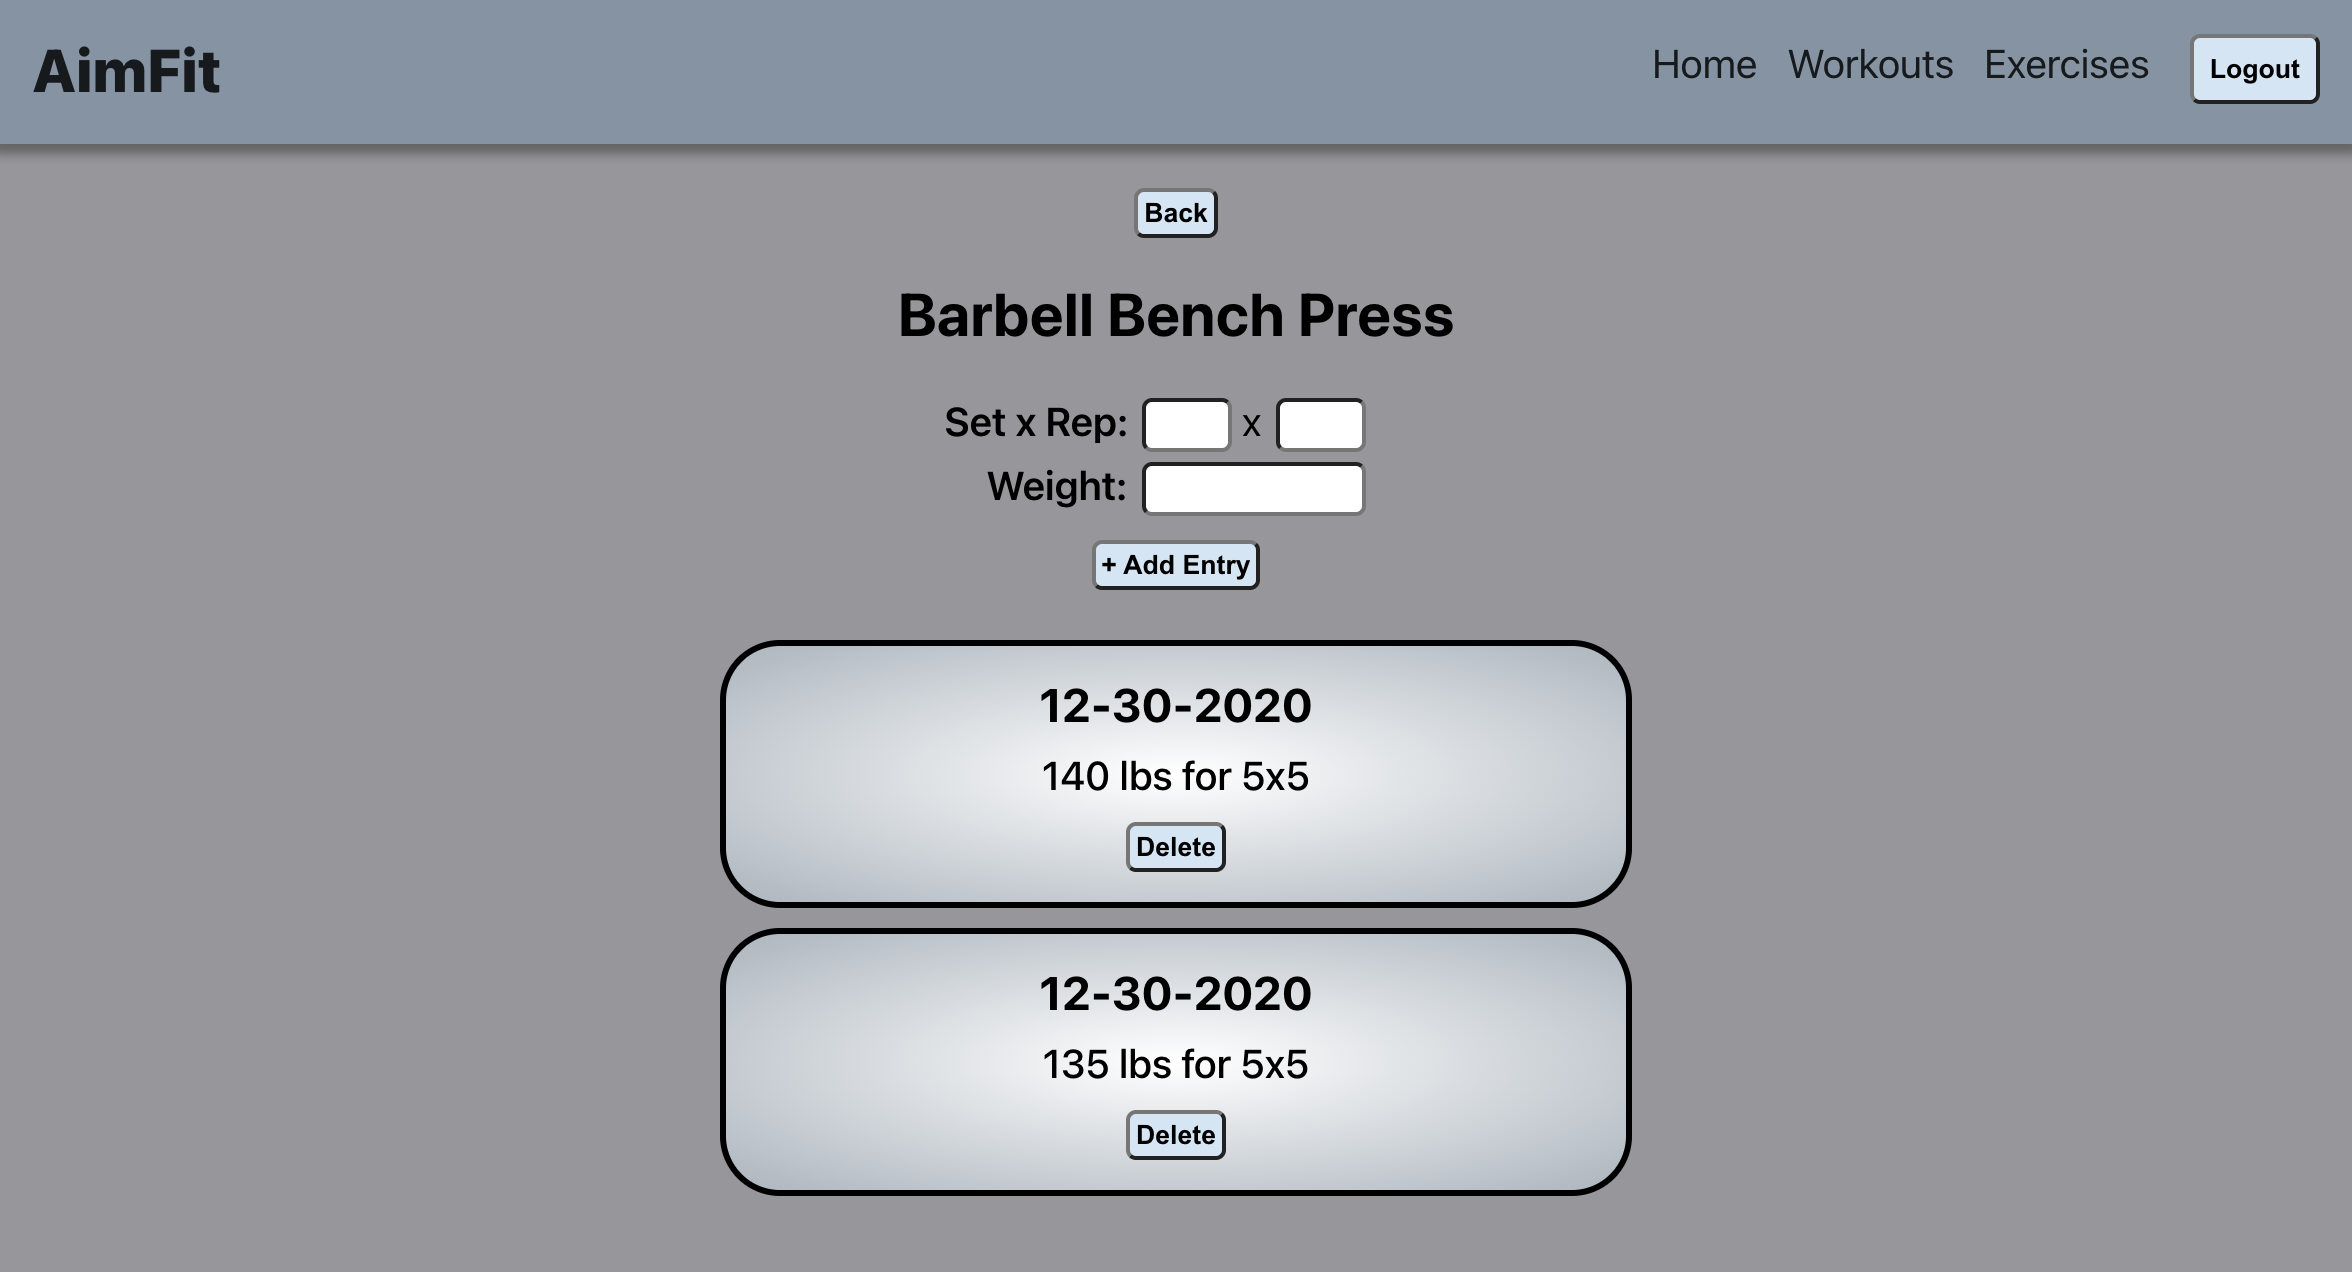 AimFit
Home Workouts Exercises Logout
Back
Barbell Bench Press
Set x Rep: x
Weight:
+ Add Entry
12-30-2020
140 lbs for 5x5
Delete
12-30-2020
135 lbs for 5x5
Delete